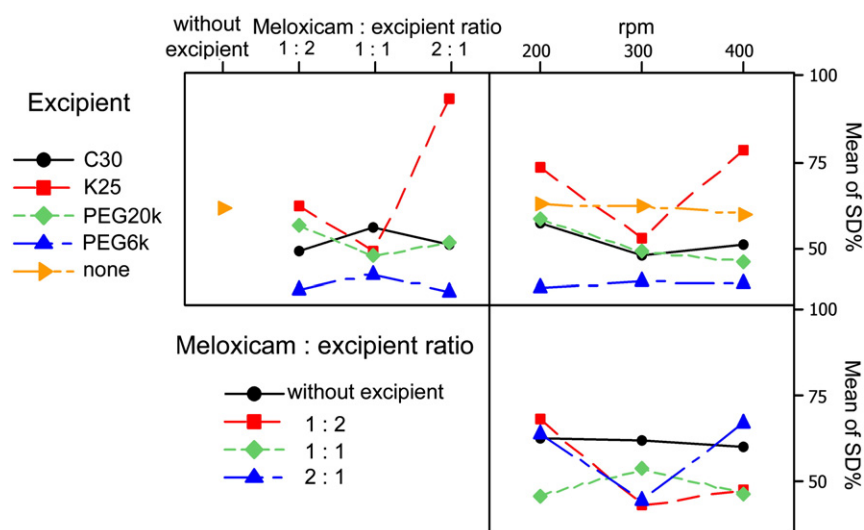 without
excipient
Meloxicam : excipient ratio
1 : 2 1 : 1 2 : 1
rpm
200 300 400
Excipient
C30
K25
PEG20k
PEG6k
none
100
75
50
Mean of SD%
Meloxicam : excipient ratio
without excipient
1 : 2
1 : 1
2 : 1
100
75
50
Mean of SD%